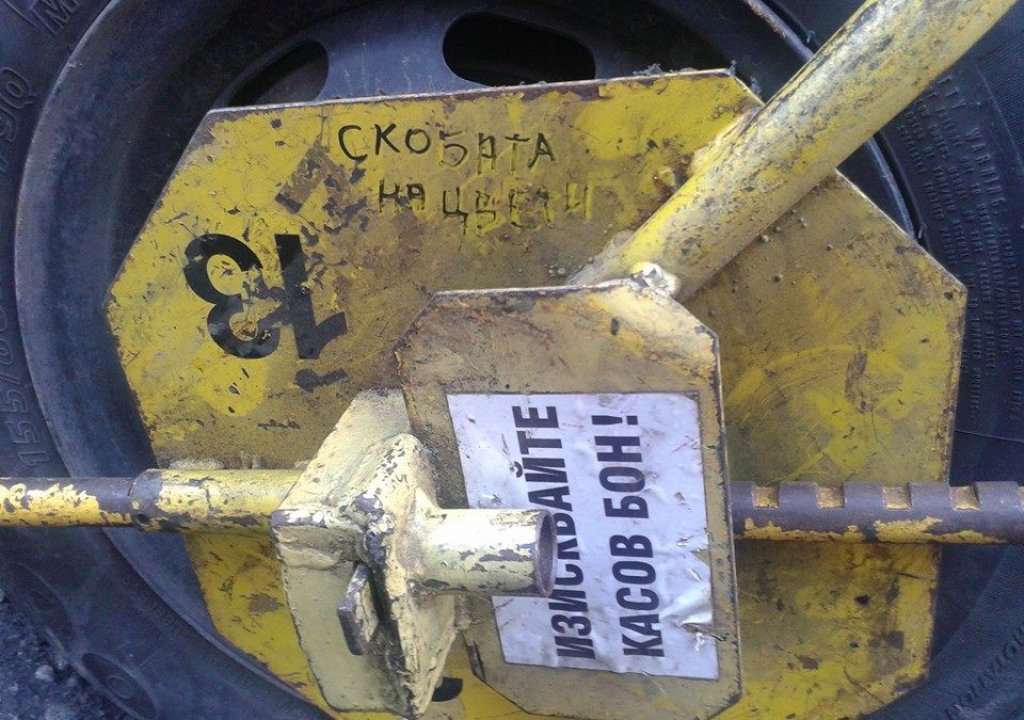 СКОБАТА
НА ЦВЕТИ
13
ИЗИСКВАЙТЕ
КАСОВ БОН!